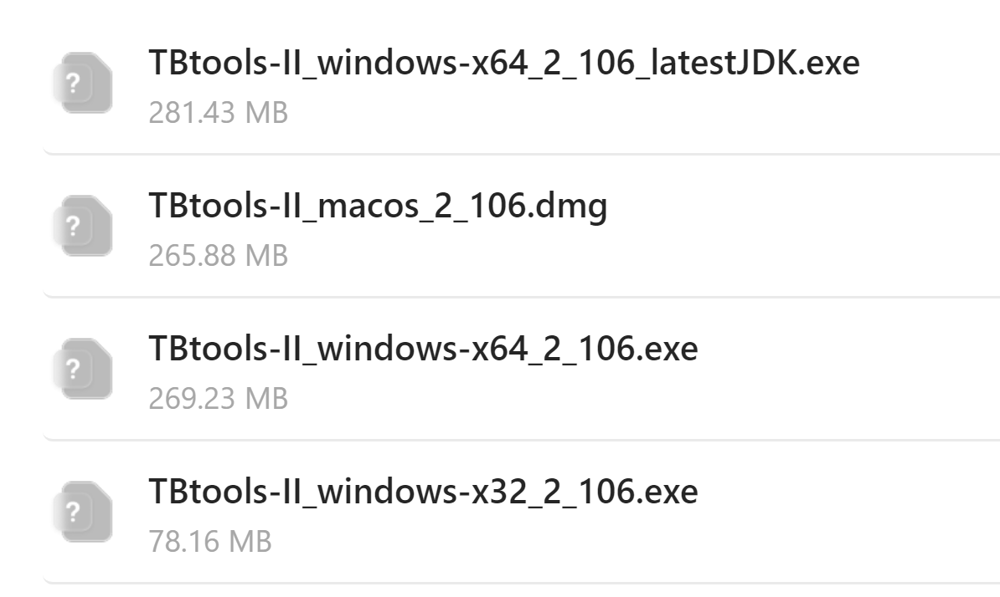 TBtools-II_windows-x64_2_106_latestJDK.exe
281.43 MB
TBtools-II_macos_2_106.dmg
265.88 MB
TBtools-II_windows-x64_2_106.exe
269.23 MB
TBtools-II_windows-x32_2_106.exe
78.16 MB